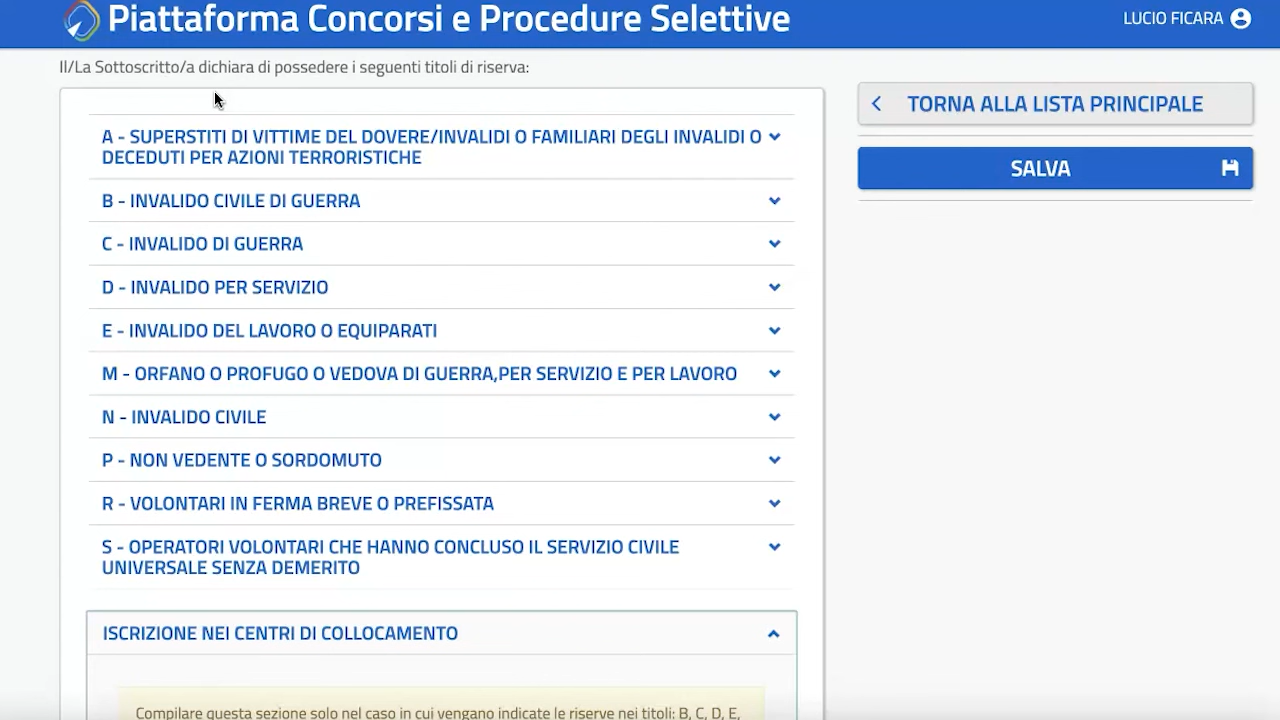 Piattaforma Concorsi e Procedure Selettive
LUCIO FICARA
Il/La Sottoscritto/a dichiara di possedere i seguenti titoli di riserva:
TORNA ALLA LISTA PRINCIPALE
SALVA
A - SUPERSTITI DI VITTIME DEL DOVERE/INVALIDI O FAMILIARI DEGLI INVALIDI O
DECEDUTI PER AZIONI TERRORISTICHE
B - INVALIDO CIVILE DI GUERRA
C - INVALIDO DI GUERRA
D - INVALIDO PER SERVIZIO
E - INVALIDO DEL LAVORO O EQUIPARATI
M - ORFANO O PROFUGO O VEDOVA DI GUERRA,PER SERVIZIO E PER LAVORO
N - INVALIDO CIVILE
P - NON VEDENTE O SORDOMUTO
R - VOLONTARI IN FERMA BREVE O PREFISSATA
S - OPERATORI VOLONTARI CHE HANNO CONCLUSO IL SERVIZIO CIVILE
UNIVERSALE SENZA DEMERITO
ISCRIZIONE NEI CENTRI DI COLLOCAMENTO
Compilare questa sezione solo nel caso in cui vengano indicate le riserve nei titoli: B, C, D, E,